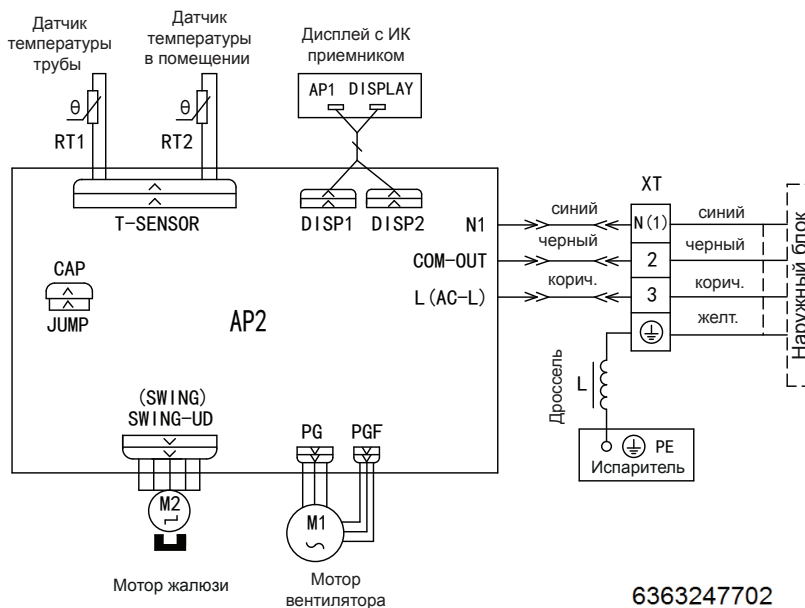 Датчик
температуры
трубы
Датчик
температуры
в помещении
Дисплей с ИК
приемником
AP1 DISPLAY
θ
RT1
θ
RT2
T-SENSOR
DISP1
DISP2
N1
COM-OUT
L(AC-L)
синий
черный
корич.
XT
N(1)
2
3
синий
черный
корич.
желт.
Наружный блок
CAP
JUMP
AP2
(SWING)
SWING-UD
PG
PGF
M2
M1
Дроссель
L
PE
Испаритель
Мотор жалюзи
Мотор
вентилятора
6363247702